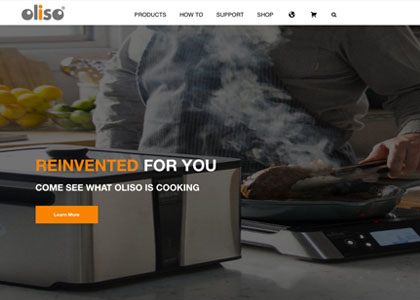 oliso®
PRODUCTS HOW TO SUPPORT SHOP
REINVENTED FOR YOU
COME SEE WHAT OLISO IS COOKING
Learn More